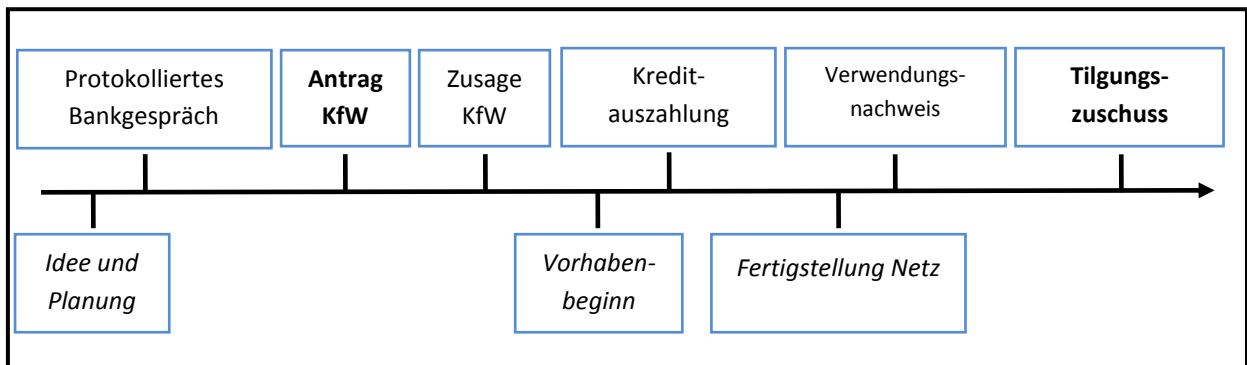 Protokolliertes
Bankgespräch
Antrag
KfW
Zusage
KfW
Kredit-
auszahlung
Verwendungs-
nachweis
Tilgungs-
zuschuss
Idee und
Planung
Vorhaben-
beginn
Fertigstellung Netz